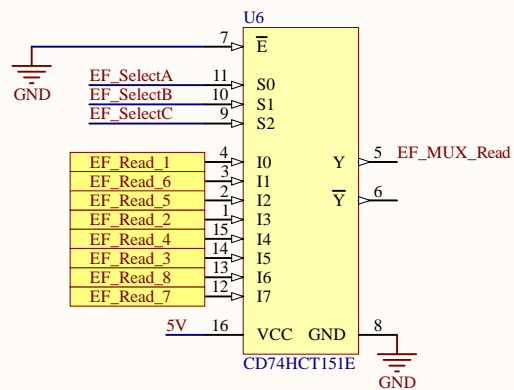 U6
7 E
GND
EF_SelectA 11 S0
EF_SelectB 10 S1
EF_SelectC 9 S2
EF_Read_1 4 I0 Y 5 EF_MUX_Read
EF_Read_6 3 I1
EF_Read_5 2 I2 Y 6
EF_Read_2 1 I3
EF_Read_4 15 I4
EF_Read_3 14 I5
EF_Read_8 13 I6
EF_Read_7 12 I7
5V 16 VCC GND 8
CD74HCT151E
GND